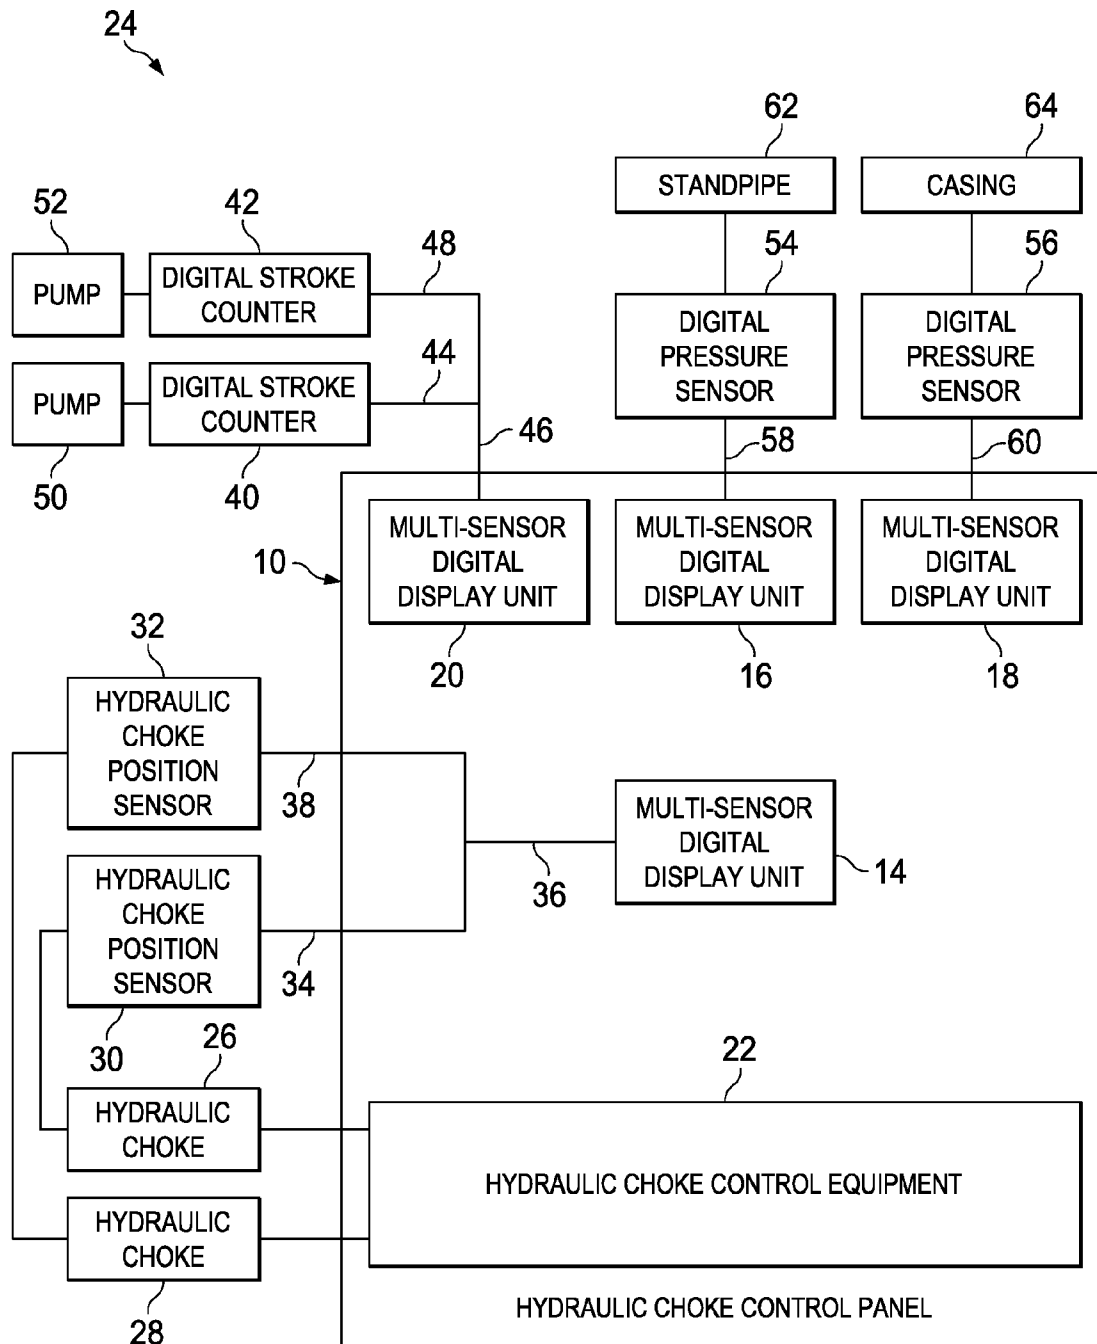 24
62
64
STANDPIPE
CASING
52
42
48
54
56
PUMP
DIGITAL STROKE
COUNTER
DIGITAL
PRESSURE
SENSOR
DIGITAL
PRESSURE
SENSOR
44
PUMP
DIGITAL STROKE
COUNTER
46
58
60
50
40
MULTI-SENSOR
DIGITAL
DISPLAY UNIT
MULTI-SENSOR
DIGITAL
DISPLAY UNIT
MULTI-SENSOR
DIGITAL
DISPLAY UNIT
10
32
20
16
18
HYDRAULIC
CHOKE
POSITION
SENSOR
38
MULTI-SENSOR
DIGITAL
DISPLAY UNIT
14
36
HYDRAULIC
CHOKE
POSITION
SENSOR
34
30
26
22
HYDRAULIC
CHOKE
HYDRAULIC CHOKE CONTROL EQUIPMENT
HYDRAULIC
CHOKE
28
HYDRAULIC CHOKE CONTROL PANEL